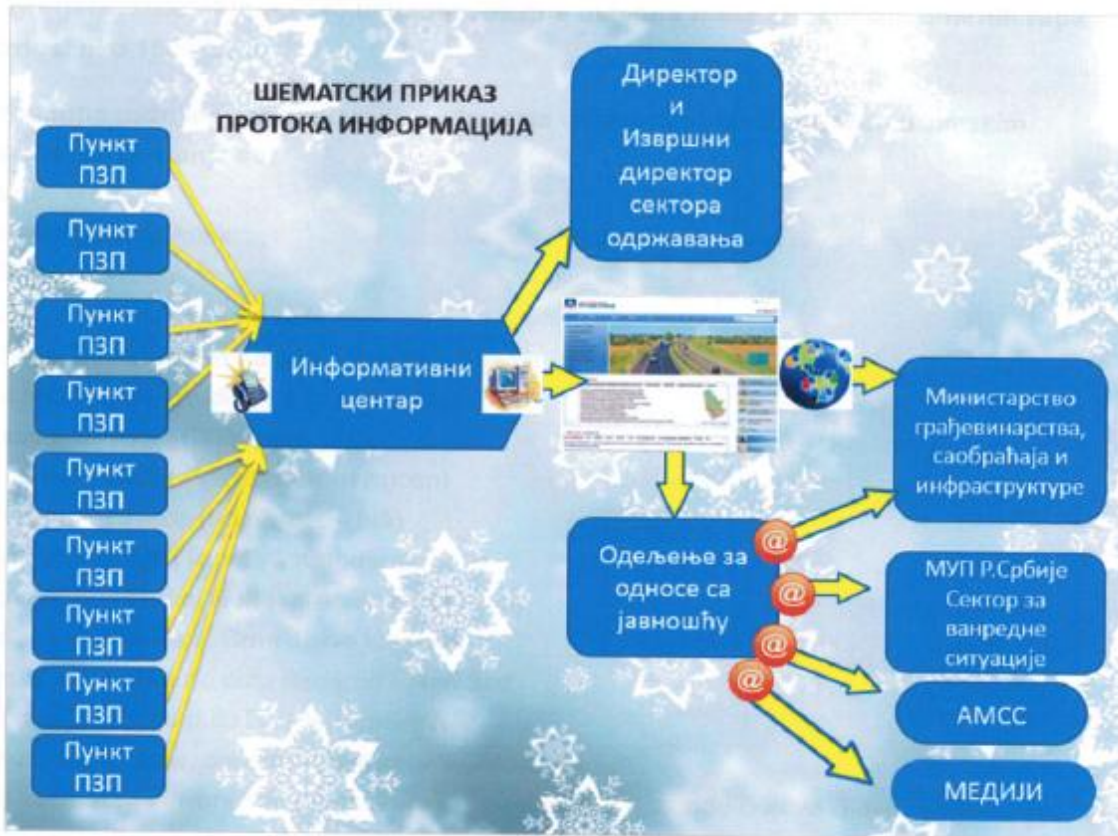 ШЕМАТСКИ ПРИКАЗ
ПРОТОКА ИНФОРМАЦИЈА
Пункт
ПЗП
Пункт
ПЗП
Пункт
ПЗП
Пункт
ПЗП
Пункт
ПЗП
Пункт
ПЗП
Пункт
ПЗП
Пункт
ПЗП
Пункт
ПЗП
Информативни
центар
Директор
и
Извршни
директор
сектора
одржавања
Министарство
грађевинарства,
саобраћаја и
инфраструктуре
Одељење за
односе са
јавношћу
@
@
@
@
МУП Р.Србије
Сектор за
ванредне
ситуације
АМСС
МЕДИЈИ